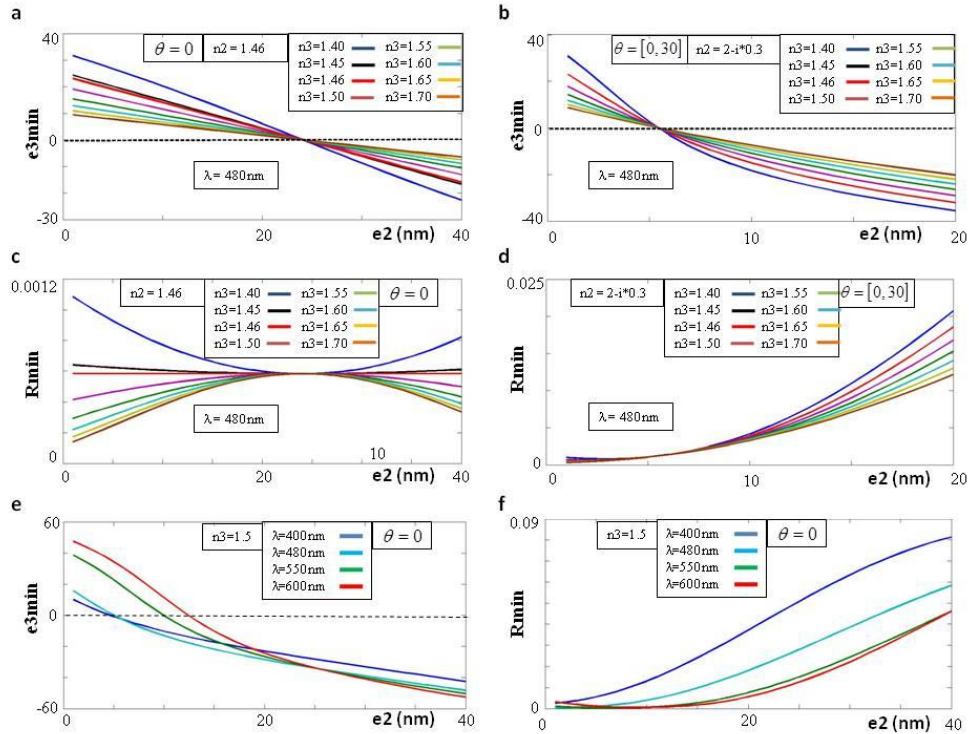 a
40
θ = 0
n2 = 1.46
n3=1.40 n3=1.55
n3=1.45 n3=1.60
n3=1.46 n3=1.65
n3=1.50 n3=1.70
e3min
0
λ = 480nm
-30
0 20 40
e2 (nm)
b
40
θ = [0, 30]
n2 = 2-i*0.3
n3=1.40 n3=1.55
n3=1.45 n3=1.60
n3=1.46 n3=1.65
n3=1.50 n3=1.70
e3min
0
λ = 480nm
-40
0 10 20
e2 (nm)
c
0.0012
n2 = 1.46
n3=1.40 n3=1.55
n3=1.45 n3=1.60
n3=1.46 n3=1.65
n3=1.50 n3=1.70
θ = 0
Rmin
λ = 480nm
10
0
0 20 40
e2 (nm)
d
0.025
n2 = 2-i*0.3
n3=1.40 n3=1.55
n3=1.45 n3=1.60
n3=1.46 n3=1.65
n3=1.50 n3=1.70
θ = [0, 30]
Rmin
λ = 480nm
0
0 10 20
e2 (nm)
e
60
n3=1.5
λ=400nm
λ=480nm
λ=550nm
λ=600nm
θ = 0
e3min
0
-60
0 20 40
e2 (nm)
f
0.09
n3=1.5
λ=400nm
λ=480nm
λ=550nm
λ=600nm
θ = 0
Rmin
0
0 20 40
e2 (nm)